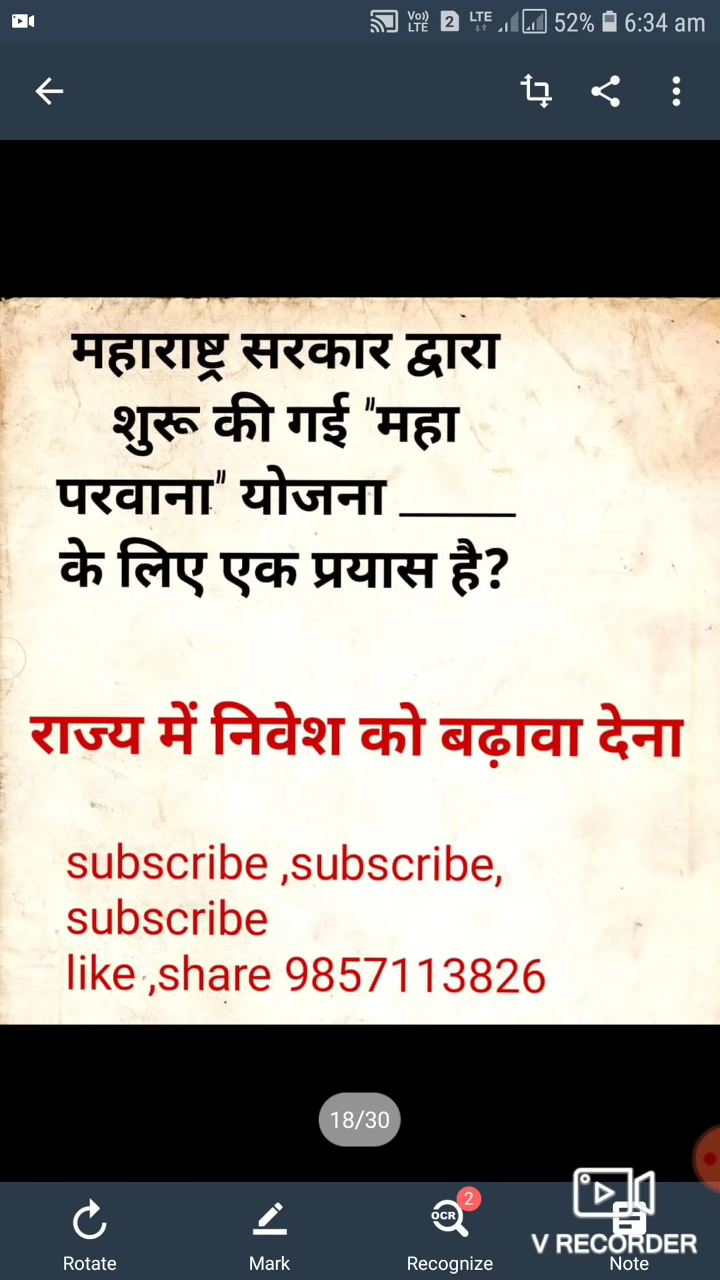 Vo)) LTE 2 LTE 52% 6:34 am
महाराष्ट्र सरकार द्वारा
शुरू की गई "महा
परवाना" योजना _____
के लिए एक प्रयास है?
राज्य में निवेश को बढ़ावा देना
subscribe ,subscribe,
subscribe
like ,share 9857113826
18/30
OCR 2
V RECORDER
Rotate Mark Recognize Note